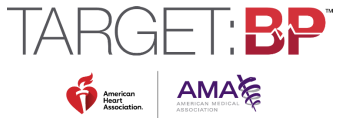 TARGET: BP™
American
Heart
Association.
AMA
AMERICAN MEDICAL
ASSOCIATION